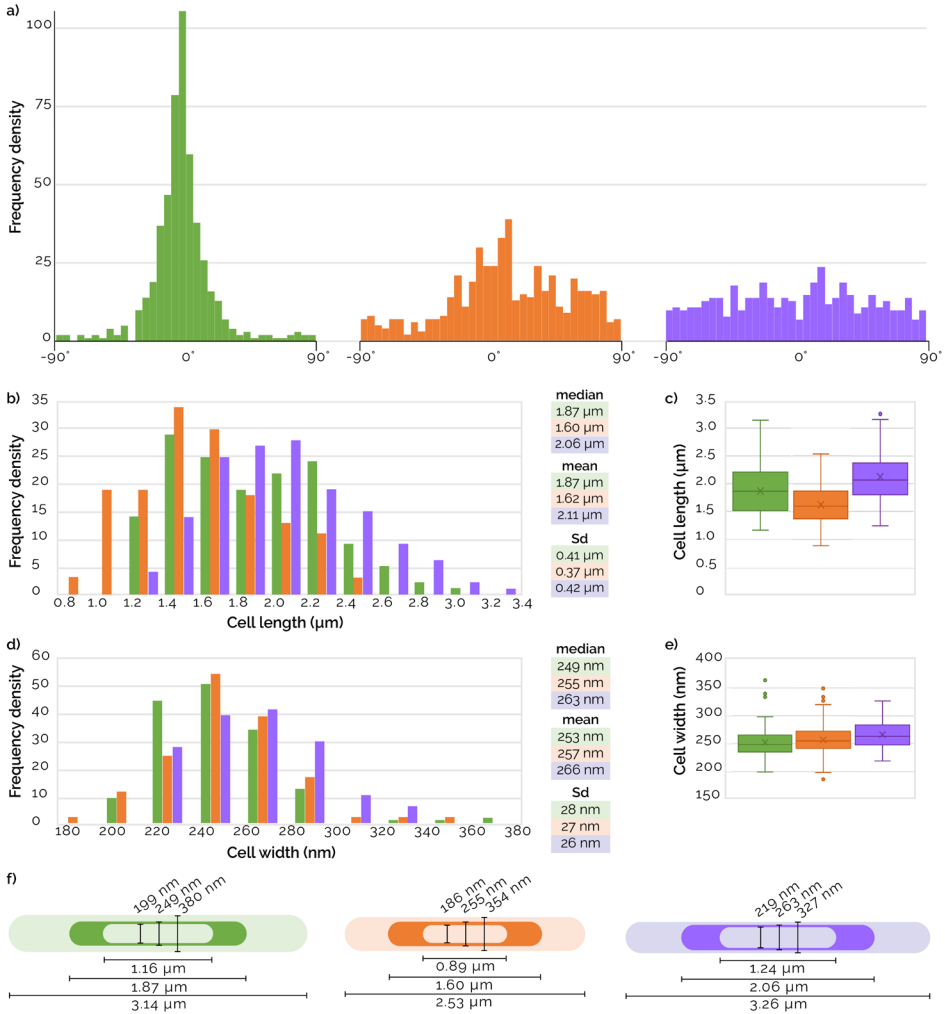 a)
Frequency density
100
75
50
25
0
-90° 0° 90°
-90° 0° 90°
-90° 0° 90°
b)
Frequency density
35
30
25
20
15
10
5
0
0.8 1.0 1.2 1.4 1.6 1.8 2.0 2.2 2.4 2.6 2.8 3.0 3.2 3.4
Cell length (µm)
median
1.87 µm
1.60 µm
2.06 µm
mean
1.87 µm
1.62 µm
2.11 µm
Sd
0.41 µm
0.37 µm
0.42 µm
c)
Cell length (µm)
3.5
3.0
2.5
2.0
1.5
1.0
0.5
0
d)
Frequency density
60
50
40
30
20
10
0
180 200 220 240 260 280 300 320 340 360 380
Cell width (nm)
median
249 nm
255 nm
263 nm
mean
253 nm
257 nm
266 nm
Sd
28 nm
27 nm
26 nm
e)
Cell width (nm)
400
350
300
250
200
150
f)
199 nm
249 nm
380 nm
1.16 µm
1.87 µm
3.14 µm
186 nm
255 nm
354 nm
0.89 µm
1.60 µm
2.53 µm
219 nm
263 nm
327 nm
1.24 µm
2.06 µm
3.26 µm